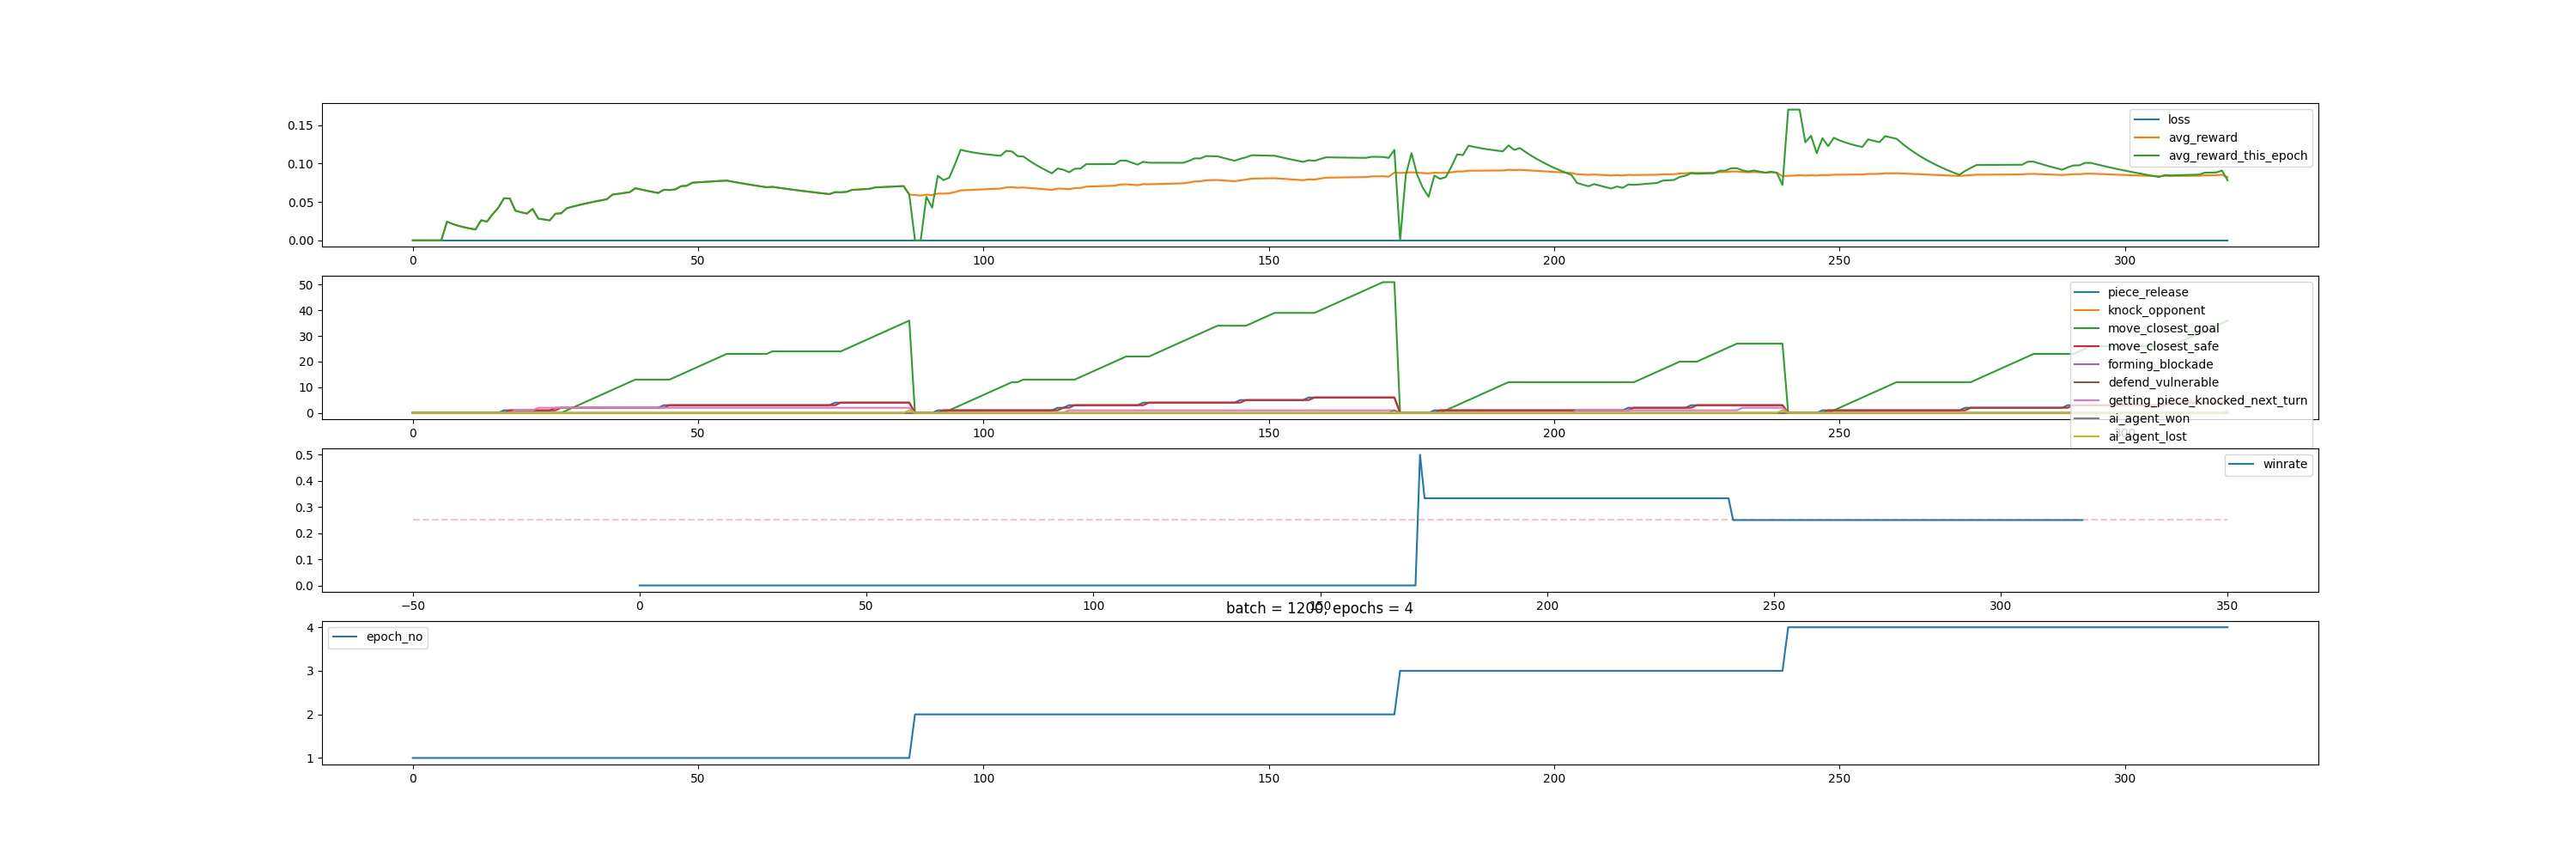 0.15
0.10
0.05
0.00
loss
avg_reward
avg_reward_this_epoch
0 50 100 150 200 250 300
50
40
30
20
10
0
piece_release
knock_opponent
move_closest_goal
move_closest_safe
forming_blockade
defend_vulnerable
getting_piece_knocked_next_turn
ai_agent_won
ai_agent_lost
0 50 100 150 200 250 300
0.5
0.4
0.3
0.2
0.1
0.0
winrate
−50 0 50 100 150 200 250 300 350
batch = 1200, epochs = 4
4
3
2
1
epoch_no
0 50 100 150 200 250 300